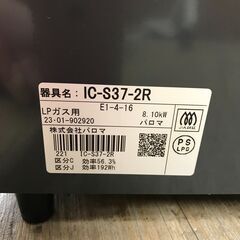 器具名：IC-S37-2R
E1-4-16
LPガス用 8.10kW
23·01-902920 パロマ
株式会社パロマ
221 IC-S37-2R
区分C 効率56.3%
区分J 効率192Wh
PS
LPG